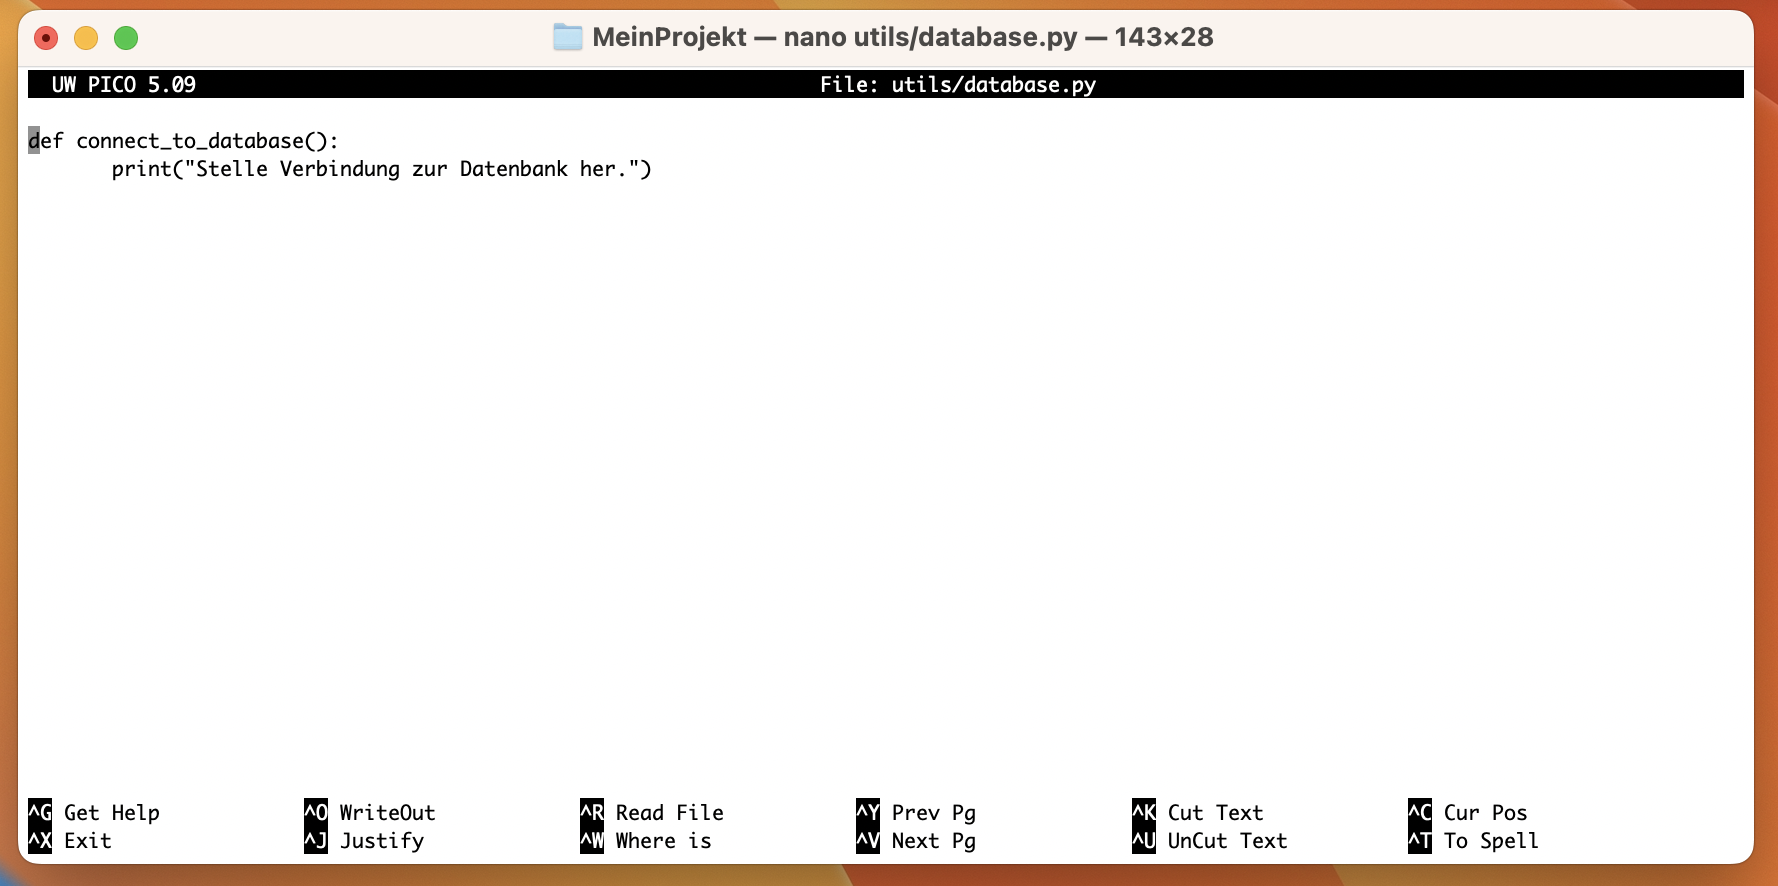 MeinProjekt — nano utils/database.py — 143×28
UW PICO 5.09 File: utils/database.py
def connect_to_database():
       print("Stelle Verbindung zur Datenbank her.")
^G Get Help ^O WriteOut ^R Read File ^Y Prev Pg ^K Cut Text ^C Cur Pos
^X Exit ^J Justify ^W Where is ^V Next Pg ^U UnCut Text ^T To Spell